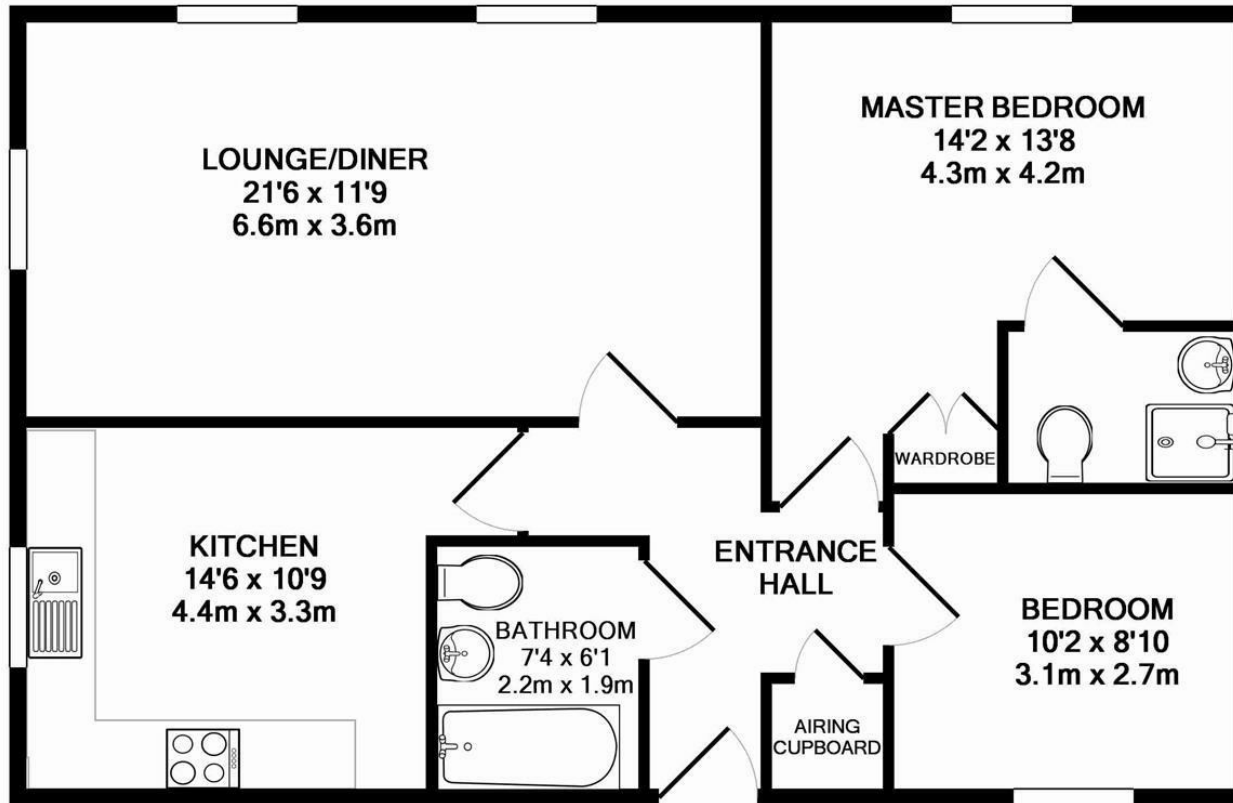 LOUNGE/DINER
21'6 x 11'9
6.6m x 3.6m
MASTER BEDROOM
14'2 x 13'8
4.3m x 4.2m
WARDROBE
KITCHEN
14'6 x 10'9
4.4m x 3.3m
ENTRANCE
HALL
BATHROOM
7'4 x 6'1
2.2m x 1.9m
BEDROOM
10'2 x 8'10
3.1m x 2.7m
AIRING
CUPBOARD